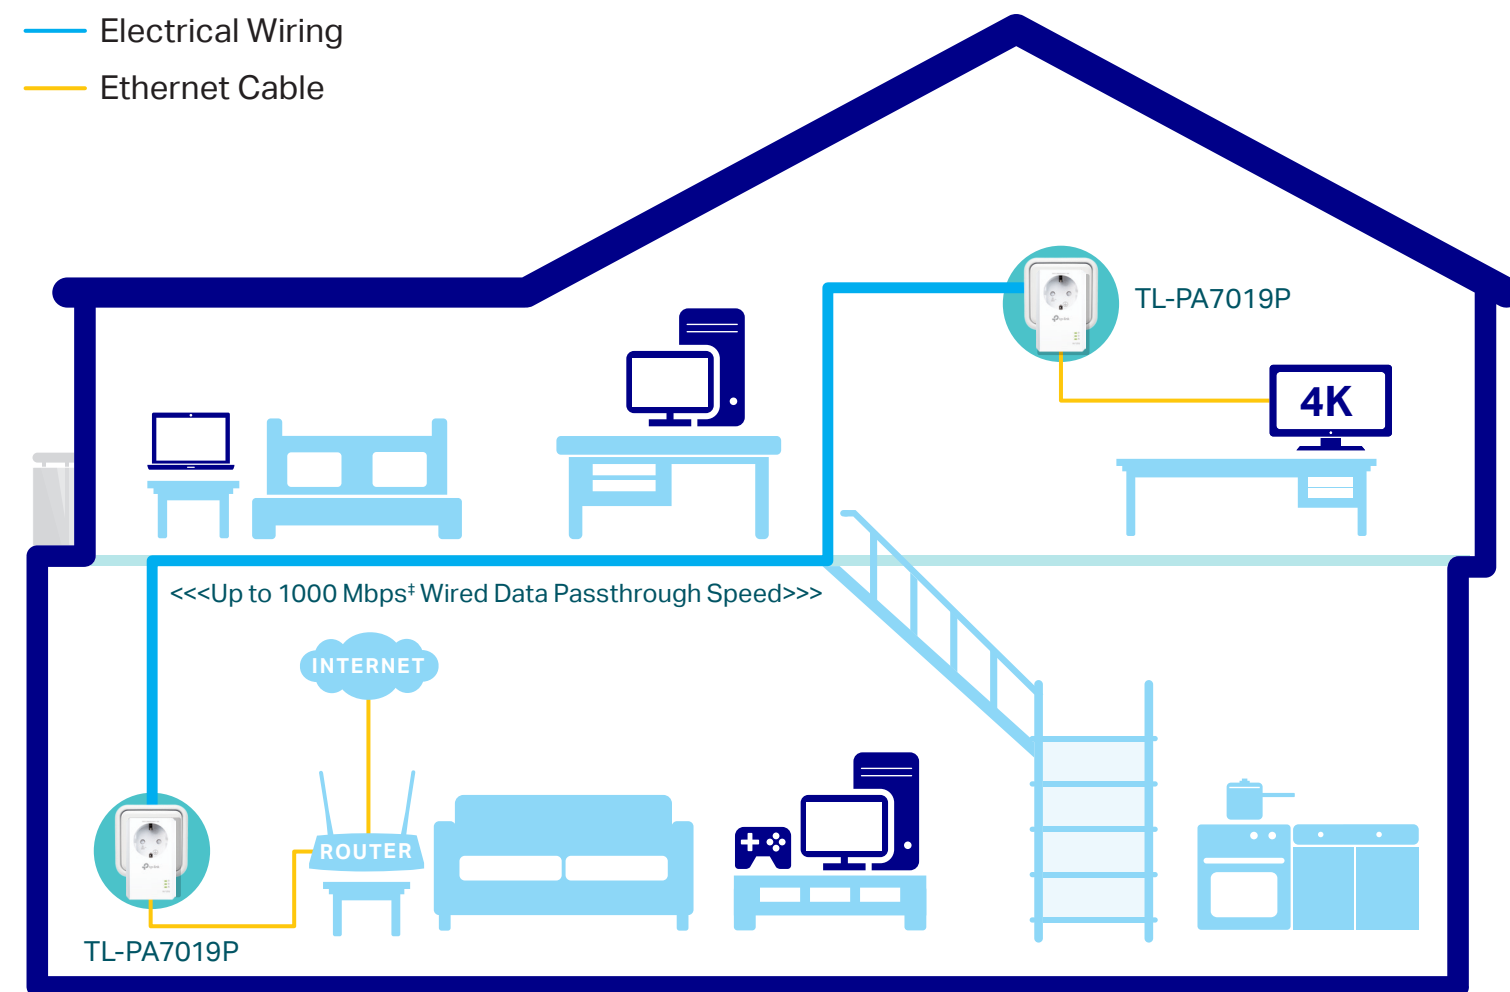 Electrical Wiring
Ethernet Cable
TL-PA7019P
4K
<<<Up to 1000 Mbps‡ Wired Data Passthrough Speed>>>
INTERNET
ROUTER
TL-PA7019P